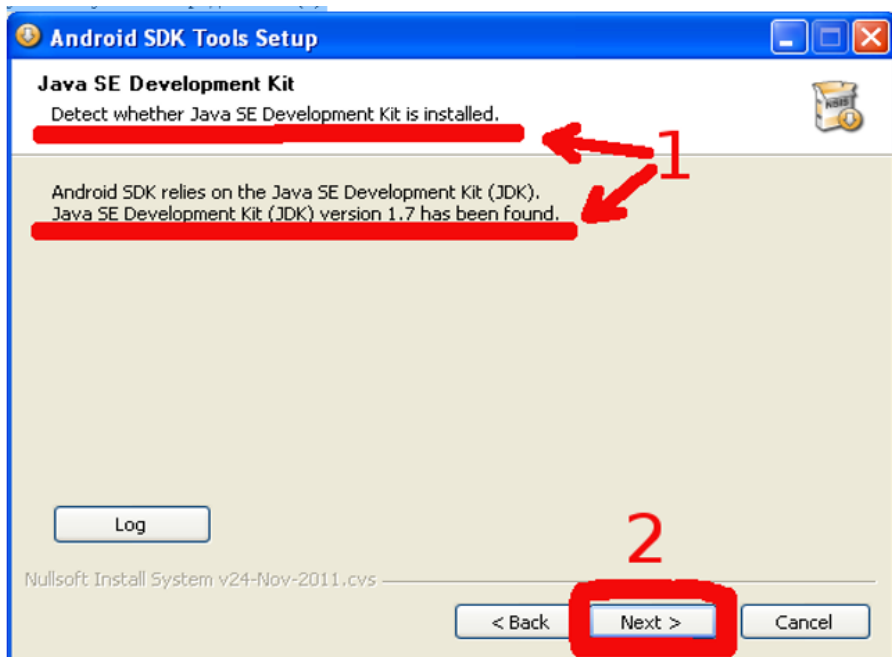 Android SDK Tools Setup
Java SE Development Kit
Detect whether Java SE Development Kit is installed.
NSIS
1
Android SDK relies on the Java SE Development Kit (JDK).
Java SE Development Kit (JDK) version 1.7 has been found.
Log
2
Nullsoft Install System v24-Nov-2011.cvs
< Back
Next >
Cancel